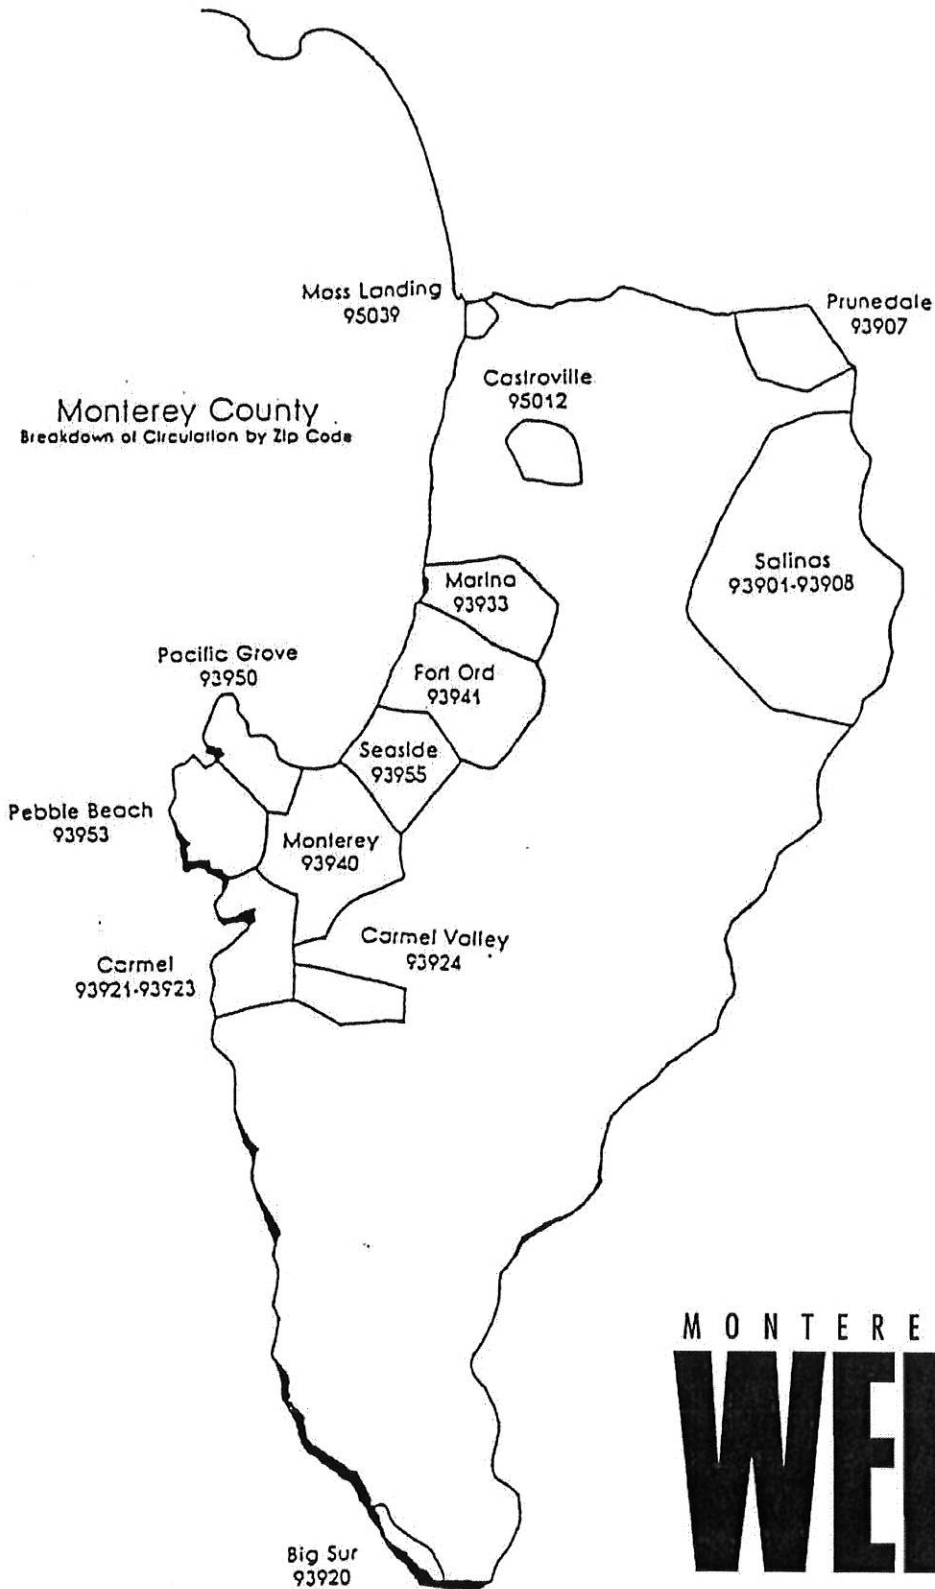 Moss Landing
95039
Prunedale
93907
Castroville
95012
Monterey County
Breakdown of Circulation by Zip Code
Salinas
93901-93908
Marina
93933
Pacific Grove
93950
Fort Ord
93941
Seaside
93955
Pebble Beach
93953
Monterey
93940
Carmel Valley
93924
Carmel
93921-93923
Big Sur
93920
MONTERE
WE